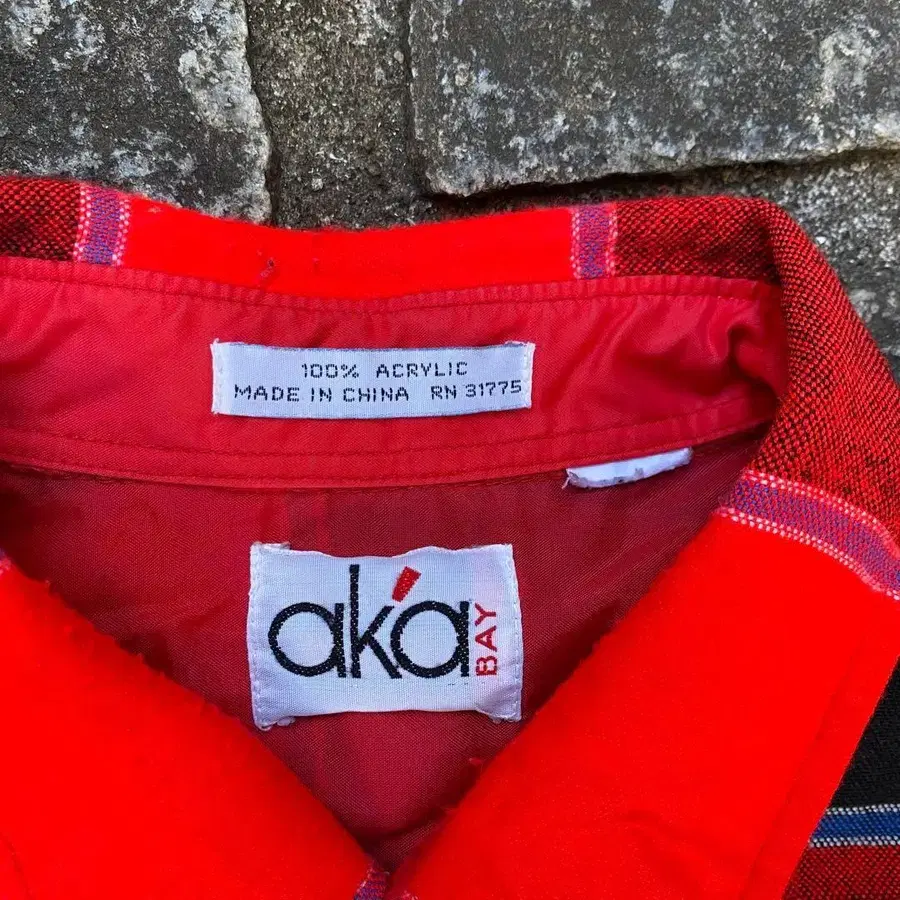 100% ACRYLIC
MADE IN CHINA RN 31775
aká
BAY